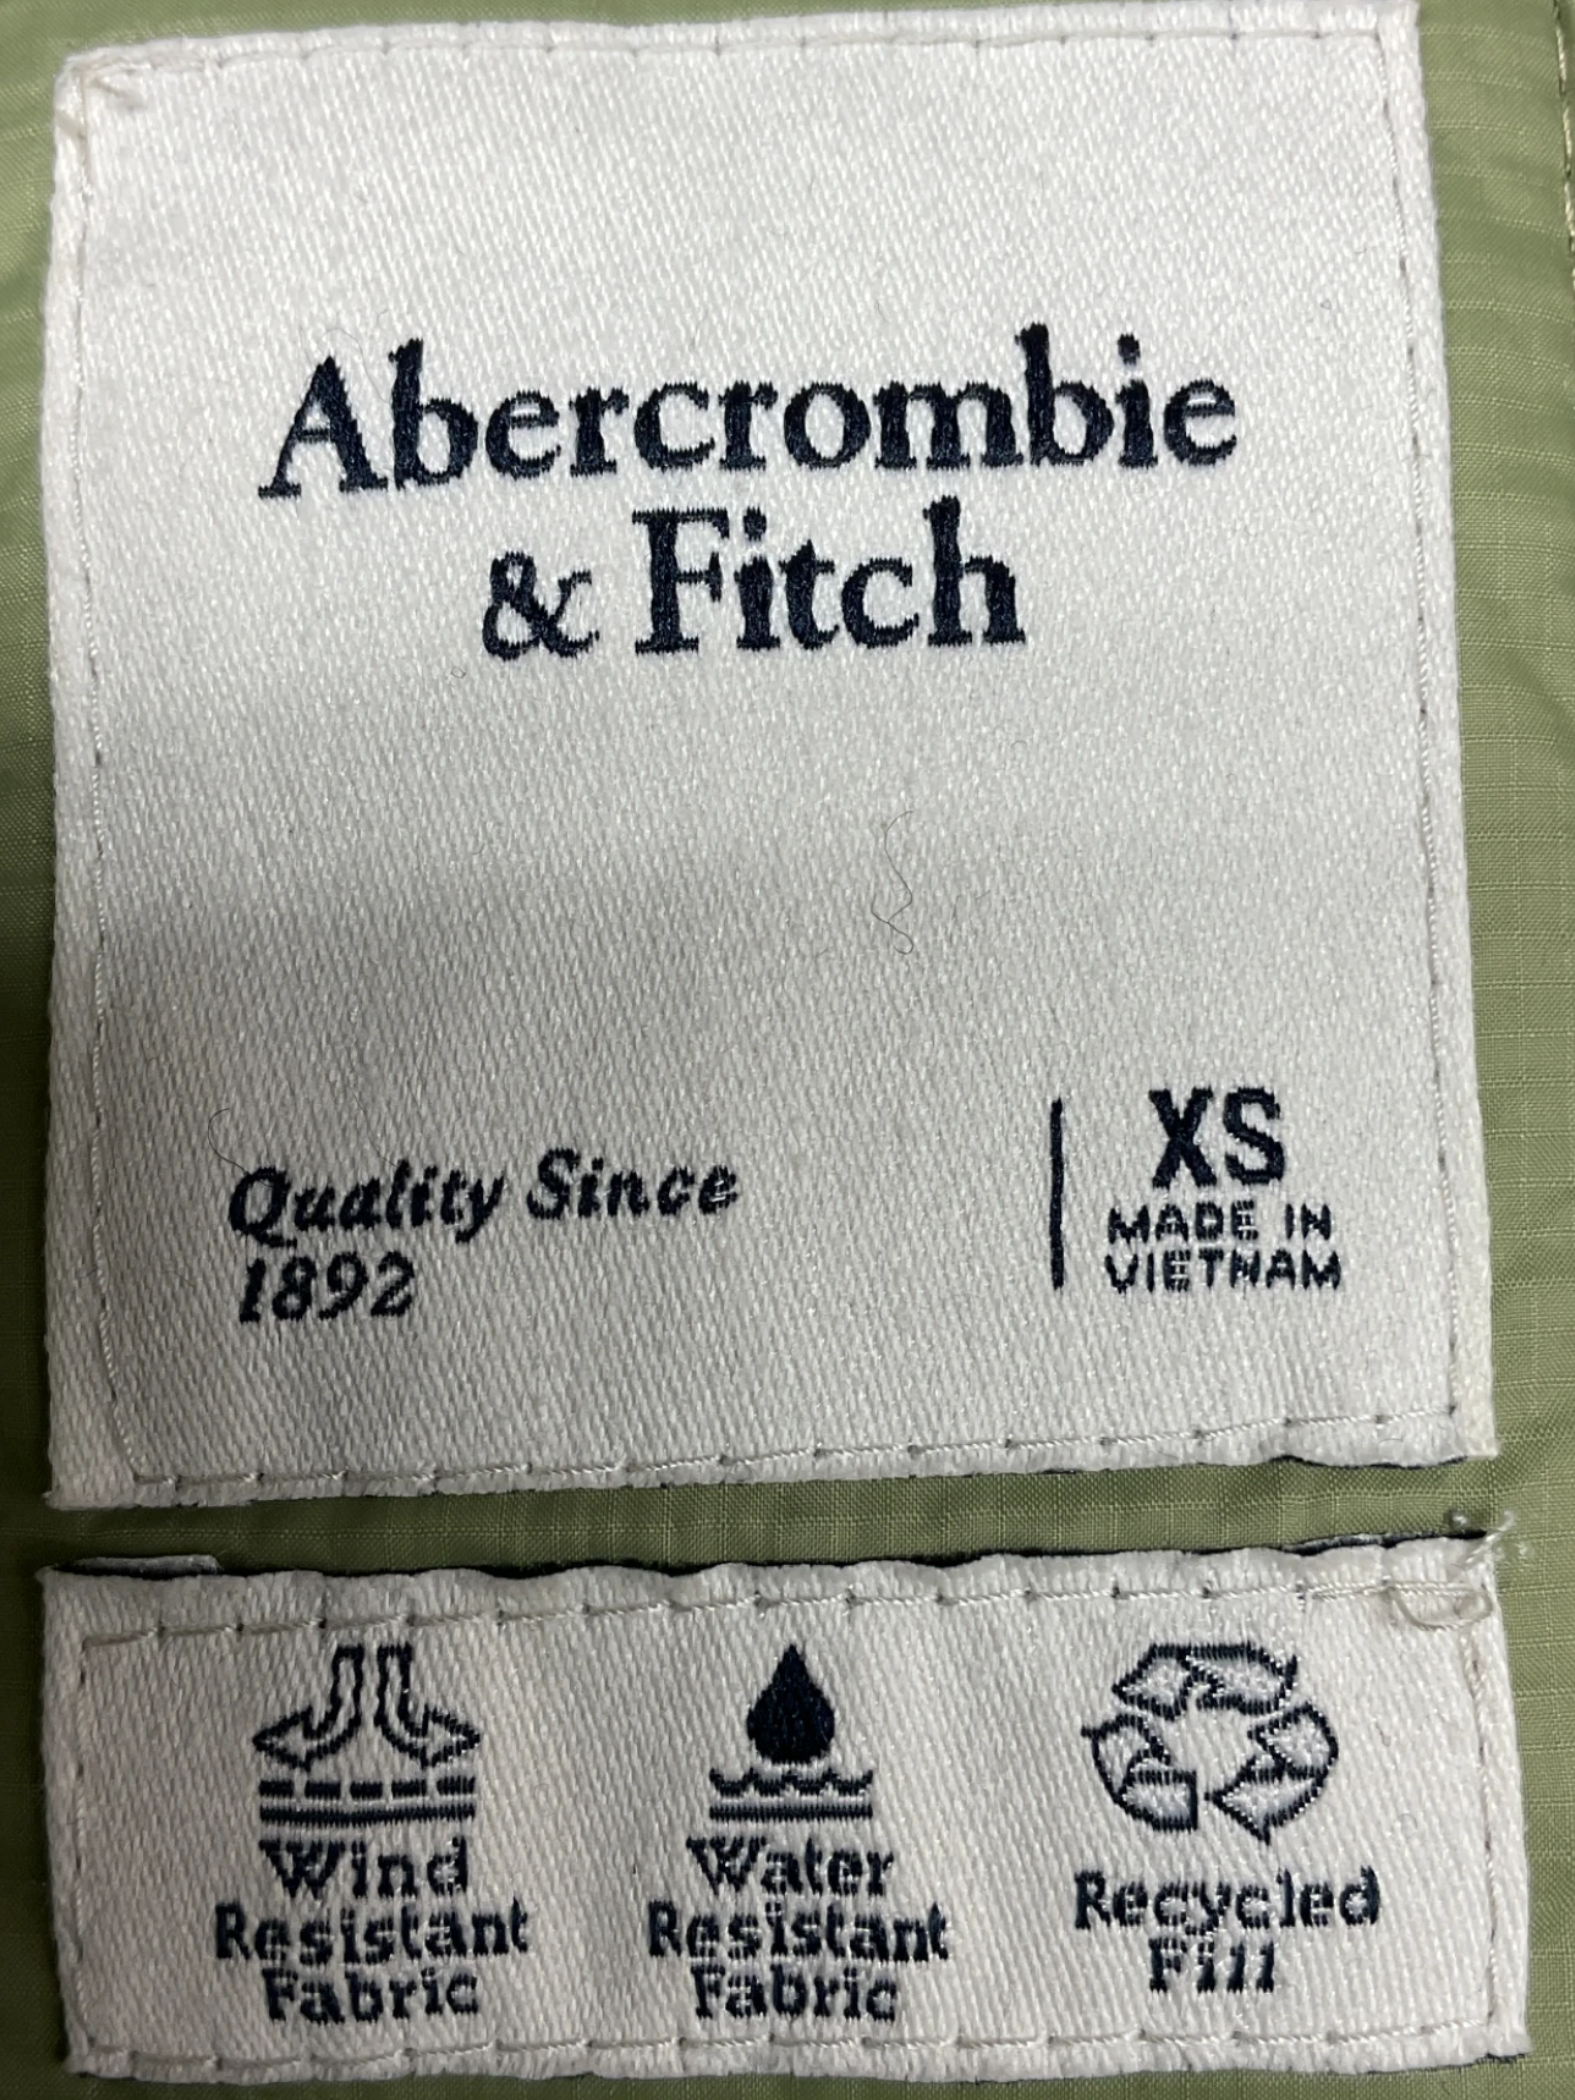 Abercrombie
& Fitch
Quality Since
1892
XS
MADE IN
VIETNAM
Wind
Resistant
Fabric
Water
Resistant
Fabric
Recycled
Fill